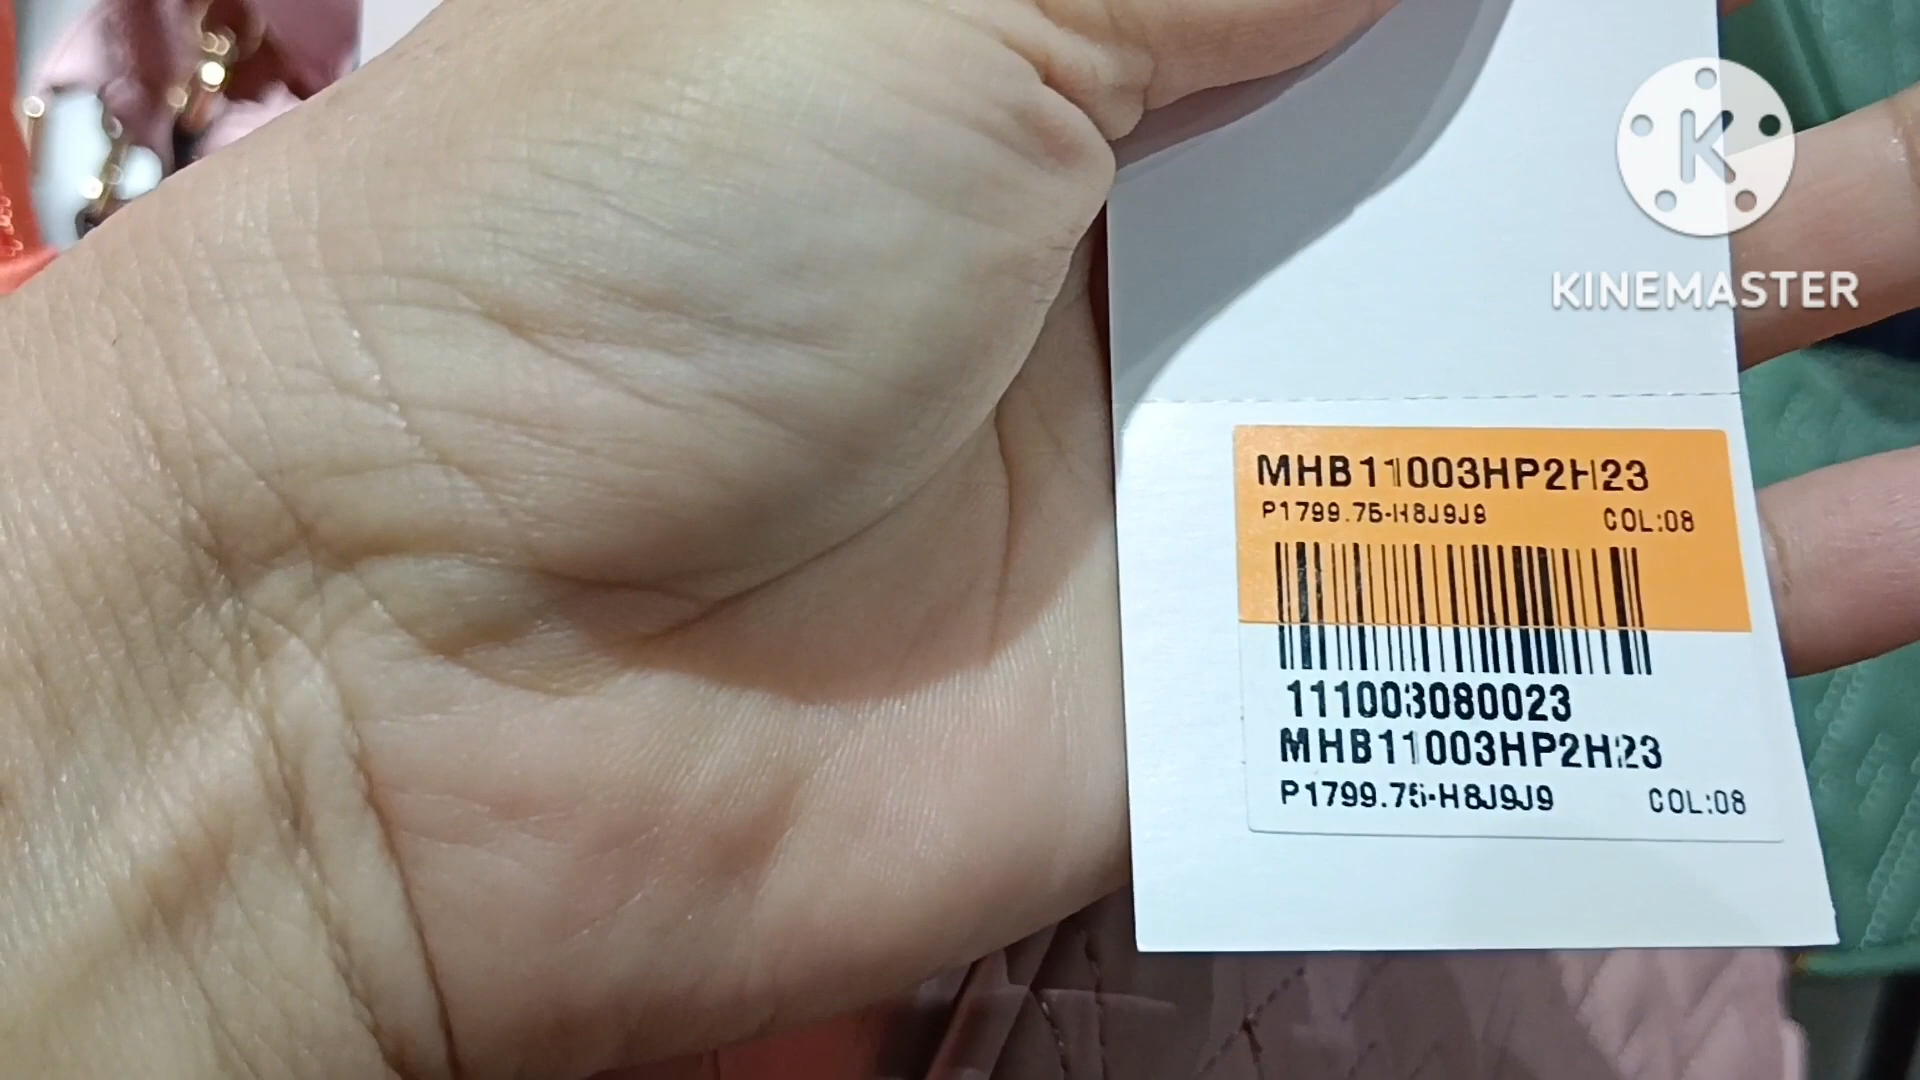 K
KINEMASTER
MHB11003HP2H23
P1799.75-H8J9J9 COL:08
111003080023
MHB11003HP2H23
P1799.75-H8J9J9 COL:08